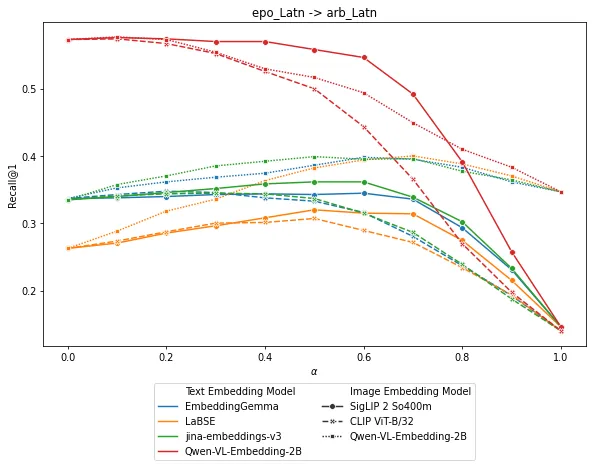 epo_Latn -> arb_Latn
Recall@1
0.5
0.4
0.3
0.2
0.0 0.2 0.4 0.6 0.8 1.0
α
Text Embedding Model
EmbeddingGemma
LaBSE
jina-embeddings-v3
Qwen-VL-Embedding-2B
Image Embedding Model
SigLIP 2 So400m
CLIP ViT-B/32
Qwen-VL-Embedding-2B